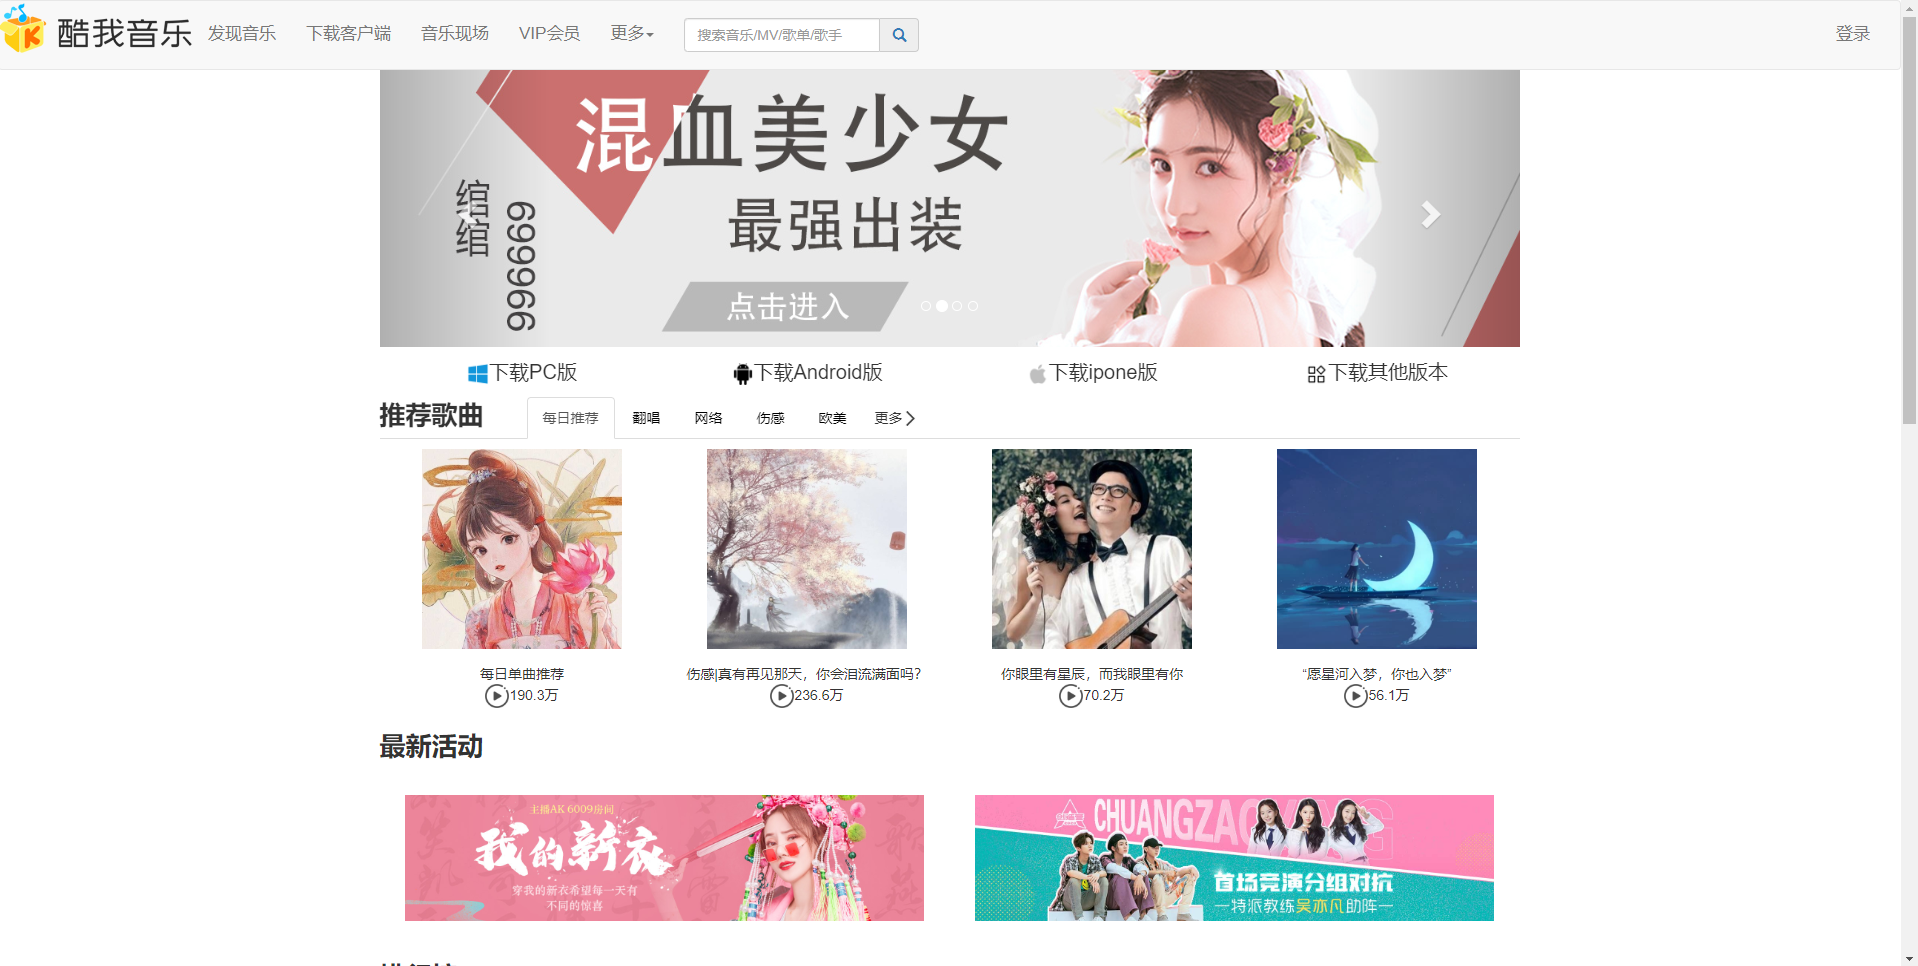 酷我音乐 发现音乐 下载客户端 音乐现场 VIP会员 更多 搜索音乐/MV/歌单/歌手 登录
混血美少女
最强出装
绾绾
996669
点击进入
下载PC版 下载Android版 下载ipone版 下载其他版本
推荐歌曲 每日推荐 翻唱 网络 伤感 欧美 更多
每日单曲推荐 伤感|真有再见那天，你会泪流满面吗？ 你眼里有星辰，而我眼里有你 “愿星河入梦，你也入梦”
190.3万 236.6万 70.2万 56.1万
最新活动
主播AK 6009房间
我的新衣
穿我的新衣希望每一天有
不同的惊喜
首场竞演分组对抗
特派教练吴亦凡助阵